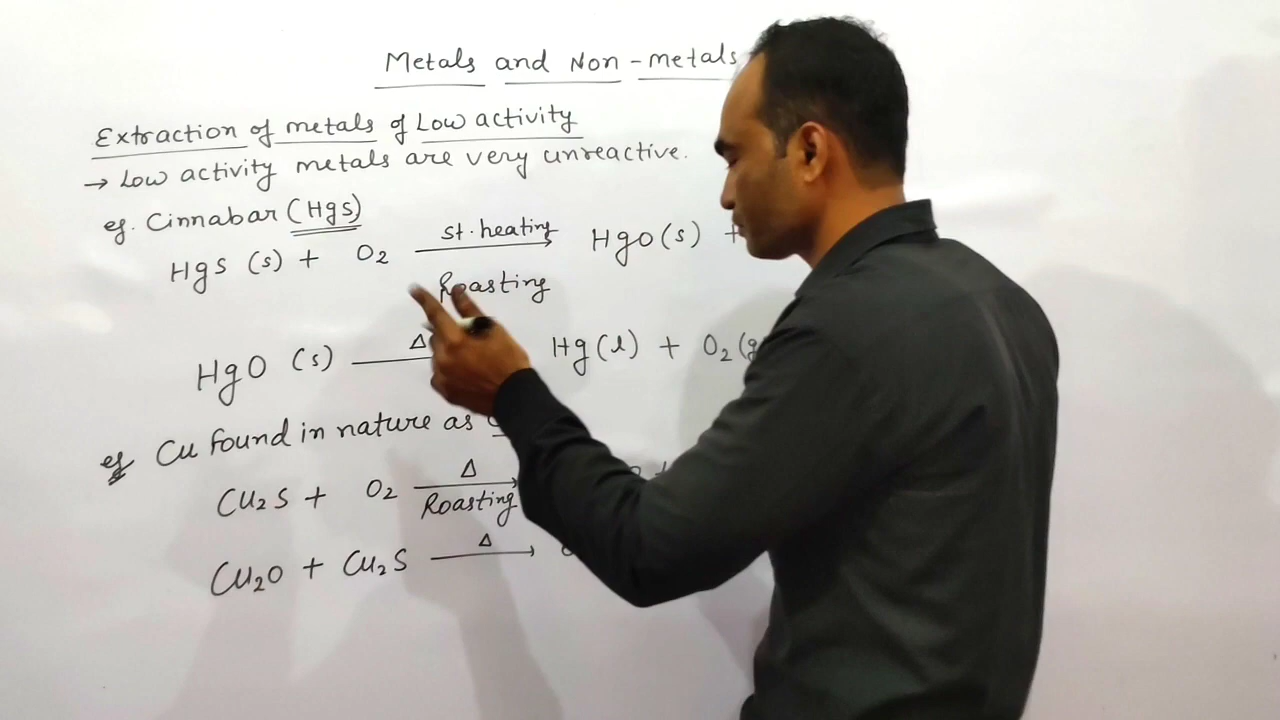 Metals and Non-metals
Extraction of metals of Low activity
→ Low activity metals are very unreactive.
eg. Cinnabar (HgS)
HgS (s) + O2 st. heating → Roasting HgO(s) +
HgO (s) Δ Hg(l) + O2(g
eg Cu found in nature as
Cu2S + O2 Δ → Roasting
Cu2O + Cu2S Δ →